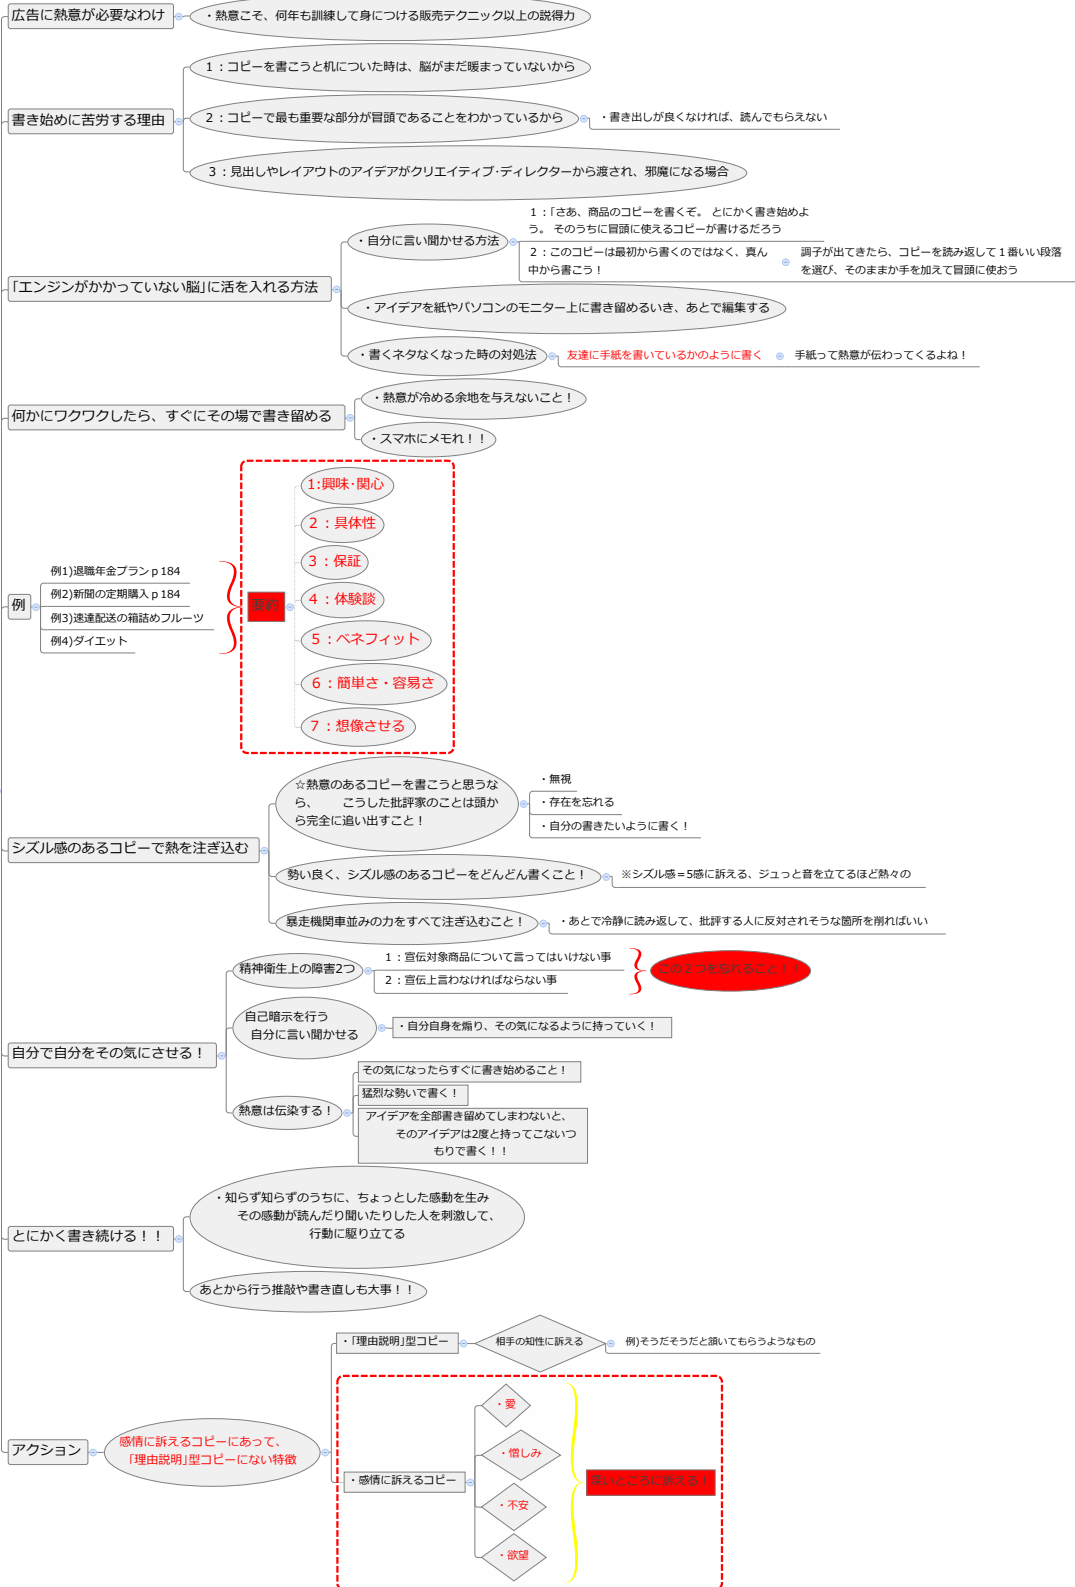 広告に熱意が必要なわけ
・熱意こそ、何年も訓練して身につける販売テクニック以上の説得力
書き始めに苦労する理由
１：コピーを書こうと机についた時は、脳がまだ暖まっていないから
２：コピーで最も重要な部分が冒頭であることをわかっているから
・書き出しが良くなければ、読んでもらえない
３：見出しやレイアウトのアイデアがクリエイティブ・ディレクターから渡され、邪魔になる場合
「エンジンがかかっていない脳」に活を入れる方法
・自分に言い聞かせる方法
１：「さあ、商品のコピーを書くぞ。 とにかく書き始めよ
う。 そのうちに冒頭に使えるコピーが書けるだろう
２：このコピーは最初から書くのではなく、真ん
中から書こう！
調子が出てきたら、コピーを読み返して１番いい段落
を選び、そのままか手を加えて冒頭に使おう
・アイデアを紙やパソコンのモニター上に書き留めるいき、あとで編集する
・書くネタなくなった時の対処法
友達に手紙を書いているかのように書く
手紙って熱意が伝わってくるよね！
何かにワクワクしたら、すぐにその場で書き留める
・熱意が冷める余地を与えないこと！
・スマホにメモれ！！
例
例1)退職年金プランｐ184
例2)新聞の定期購入ｐ184
例3)速達配送の箱詰めフルーツ
例4)ダイエット
要約
1:興味・関心
２：具体性
３：保証
４：体験談
５：ベネフィット
６：簡単さ・容易さ
７：想像させる
シズル感のあるコピーで熱を注ぎ込む
☆熱意のあるコピーを書こうと思うな
ら、　　こうした批評家のことは頭か
ら完全に追い出すこと！
・無視
・存在を忘れる
・自分の書きたいように書く！
勢い良く、シズル感のあるコピーをどんどん書くこと！
※シズル感＝5感に訴える、ジュっと音を立てるほど熱々の
暴走機関車並みの力をすべて注ぎ込むこと！
・あとで冷静に読み返して、批評する人に反対されそうな箇所を削ればいい
自分で自分をその気にさせる！
精神衛生上の障害2つ
１：宣伝対象商品について言ってはいけない事
２：宣伝上言わなければならない事
この２つを忘れること！！
自己暗示を行う
自分に言い聞かせる
・自分自身を煽り、その気になるように持っていく！
熱意は伝染する！
その気になったらすぐに書き始めること！
猛烈な勢いで書く！
アイデアを全部書き留めてしまわないと、
そのアイデアは2度と持ってこないつ
もりで書く！！
とにかく書き続ける！！
・知らず知らずのうちに、ちょっとした感動を生み
その感動が読んだり聞いたりした人を刺激して、
行動に駆り立てる
あとから行う推敲や書き直しも大事！！
アクション
感情に訴えるコピーにあって、
「理由説明」型コピーにない特徴
・「理由説明」型コピー
相手の知性に訴える
例)そうだそうだと頷いてもらうようなもの
・感情に訴えるコピー
・愛
・憎しみ
・不安
・欲望
深いところに訴える！